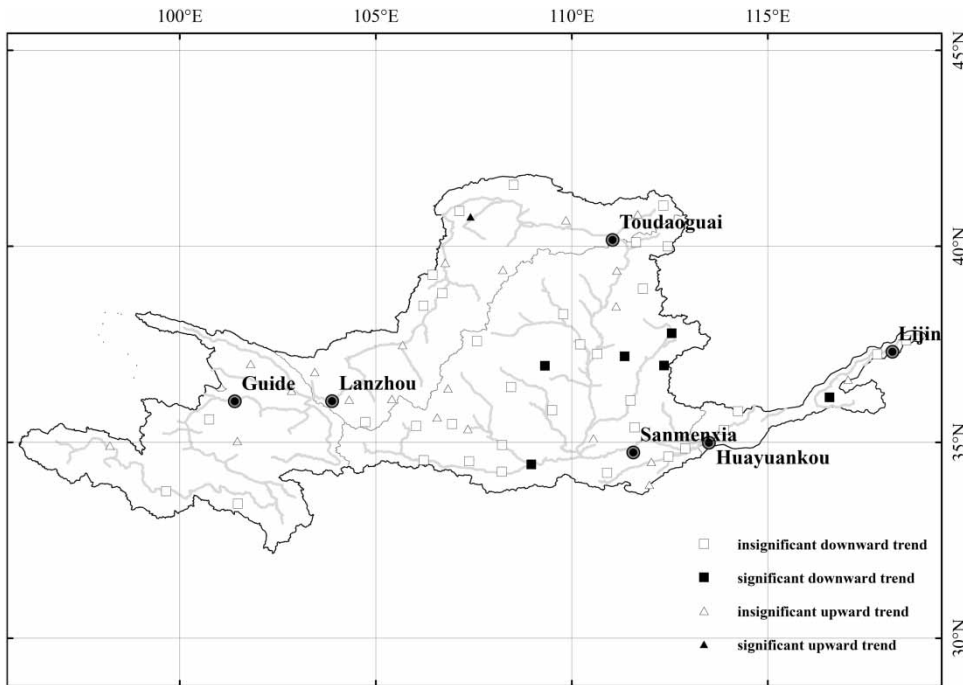 100°E 105°E 110°E 115°E
45°N
Toudaoguai
40°N
Lijin
Guide Lanzhou
Sanmenxia
35°N
Huayuankou
insignificant downward trend
significant downward trend
insignificant upward trend
significant upward trend
30°N